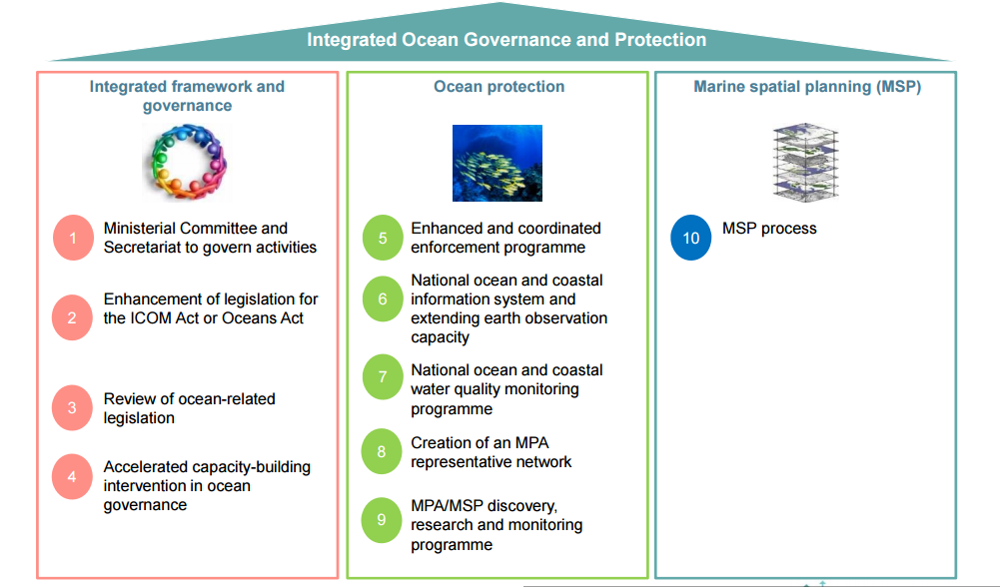 Integrated Ocean Governance and Protection
Integrated framework and
governance
1
Ministerial Committee and
Secretariat to govern activities
2
Enhancement of legislation for
the ICOM Act or Oceans Act
3
Review of ocean-related
legislation
4
Accelerated capacity-building
intervention in ocean
governance
Ocean protection
5
Enhanced and coordinated
enforcement programme
6
National ocean and coastal
information system and
extending earth observation
capacity
7
National ocean and coastal
water quality monitoring
programme
8
Creation of an MPA
representative network
9
MPA/MSP discovery,
research and monitoring
programme
Marine spatial planning (MSP)
10
MSP process